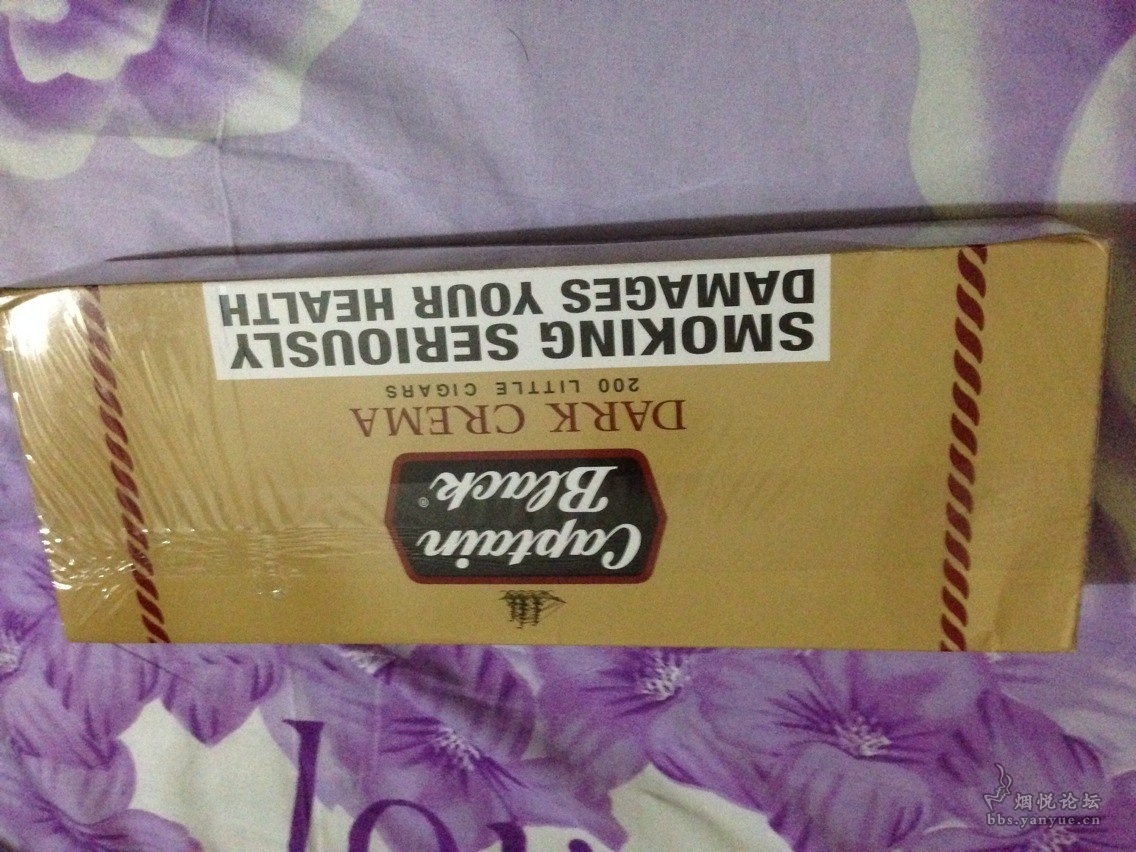 Captain
Black®
DARK CREMA
200 LITTLE CIGARS
SMOKING SERIOUSLY
DAMAGES YOUR HEALTH
lo
烟悦论坛
bbs.yanyue.cn